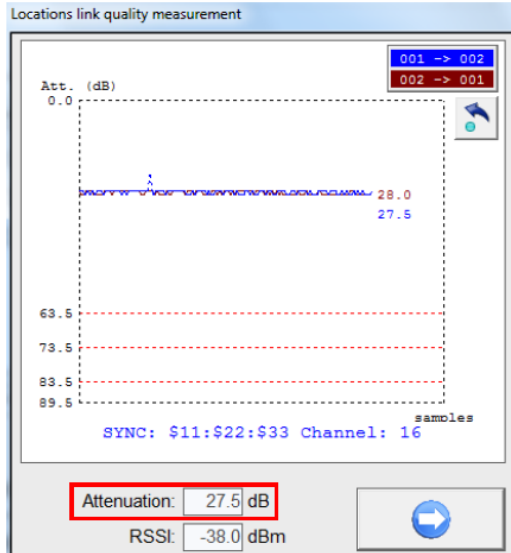 Locations link quality measurement
001 -> 002
002 -> 001
Att. (dB)
0.0
28.0
27.5
63.5
73.5
83.5
89.5
samples
SYNC: $11:$22:$33 Channel: 16
Attenuation: 27.5 dB
RSSI: -38.0 dBm